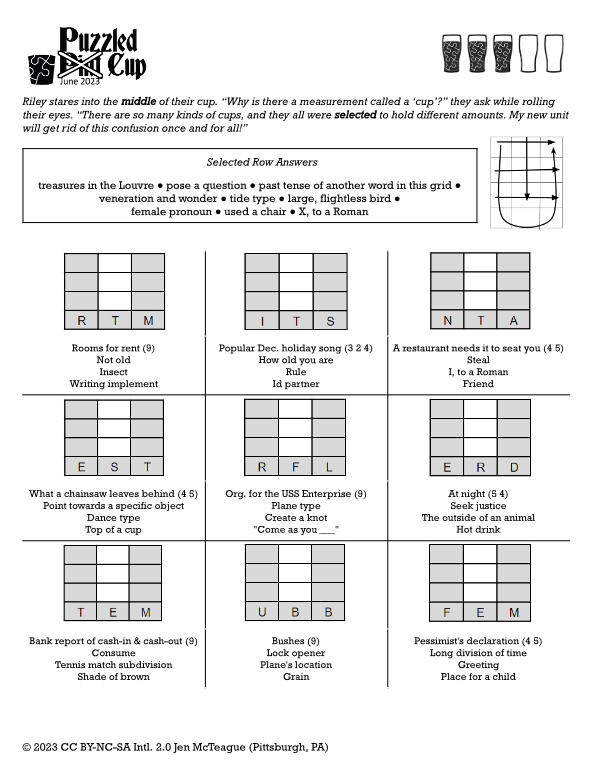 Puzzled
Pint Cup
June 2023
Riley stares into the middle of their cup. “Why is there a measurement called a ‘cup’?” they ask while rolling
their eyes. “There are so many kinds of cups, and they all were selected to hold different amounts. My new unit
will get rid of this confusion once and for all!”
Selected Row Answers
treasures in the Louvre ● pose a question ● past tense of another word in this grid ●
veneration and wonder ● tide type ● large, flightless bird ●
female pronoun ● used a chair ● X, to a Roman
R T M
I T S
N T A
Rooms for rent (9)
Not old
Insect
Writing implement
Popular Dec. holiday song (3 2 4)
How old you are
Rule
Id partner
A restaurant needs it to seat you (4 5)
Steal
I, to a Roman
Friend
E S T
R F L
E R D
What a chainsaw leaves behind (4 5)
Point towards a specific object
Dance type
Top of a cup
Org. for the USS Enterprise (9)
Plane type
Create a knot
"Come as you ___"
At night (5 4)
Seek justice
The outside of an animal
Hot drink
T E M
U B B
F E M
Bank report of cash-in & cash-out (9)
Consume
Tennis match subdivision
Shade of brown
Bushes (9)
Lock opener
Plane's location
Grain
Pessimist's declaration (4 5)
Long division of time
Greeting
Place for a child
© 2023 CC BY-NC-SA Intl. 2.0 Jen McTeague (Pittsburgh, PA)